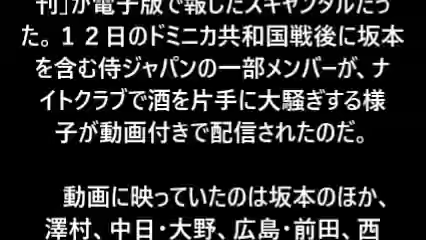 刊」が電子版で報じたスキャンダルだっ
た。１２日のドミニカ共和国戦後に坂本
を含む侍ジャパンの一部メンバーが、ナ
イトクラブで酒を片手に大騒ぎする様
子が動画付きで配信されたのだ。
動画に映っていたのは坂本のほか、
澤村、中日・大野、広島・前田、西